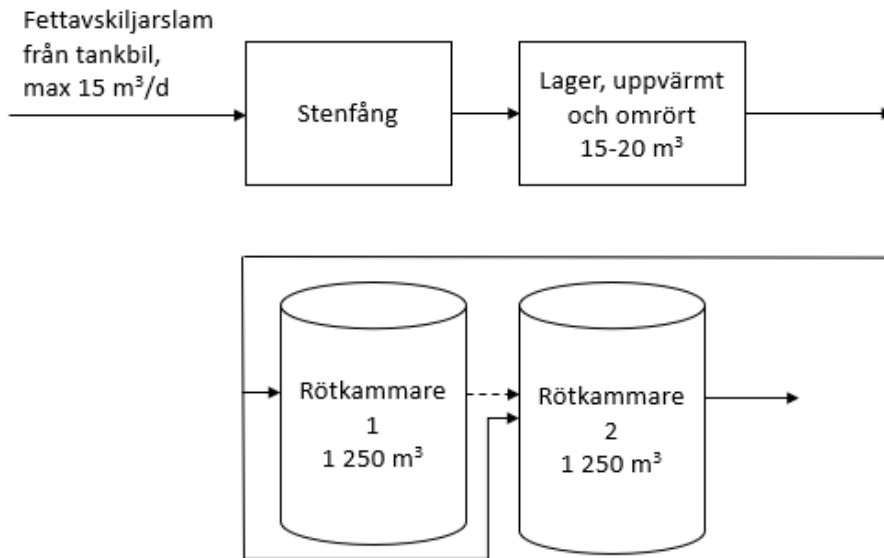 Fettavskiljarslam
från tankbil,
max 15 m³/d
Stenfång
Lager, uppvärmt
och omrört
15-20 m³
Rötkammare
1
1 250 m³
Rötkammare
2
1 250 m³